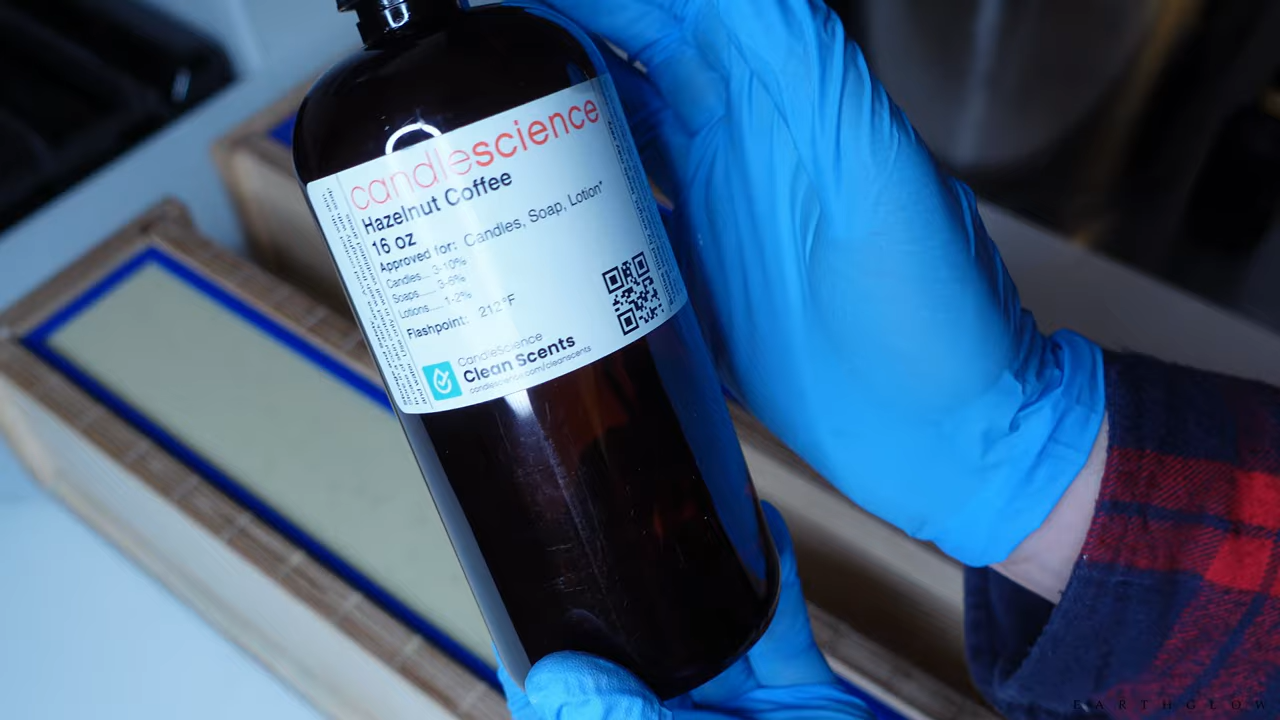 candlescience
Hazelnut Coffee
16 oz
Approved for: Candles, Soap, Lotion*
Candles... 3-10%
Soaps..... 3-6%
Lotions.... 1-2%
Flashpoint: 212°F
CandleScience
Clean Scents
candlescience.com/cleanscents
EARTHGLOW